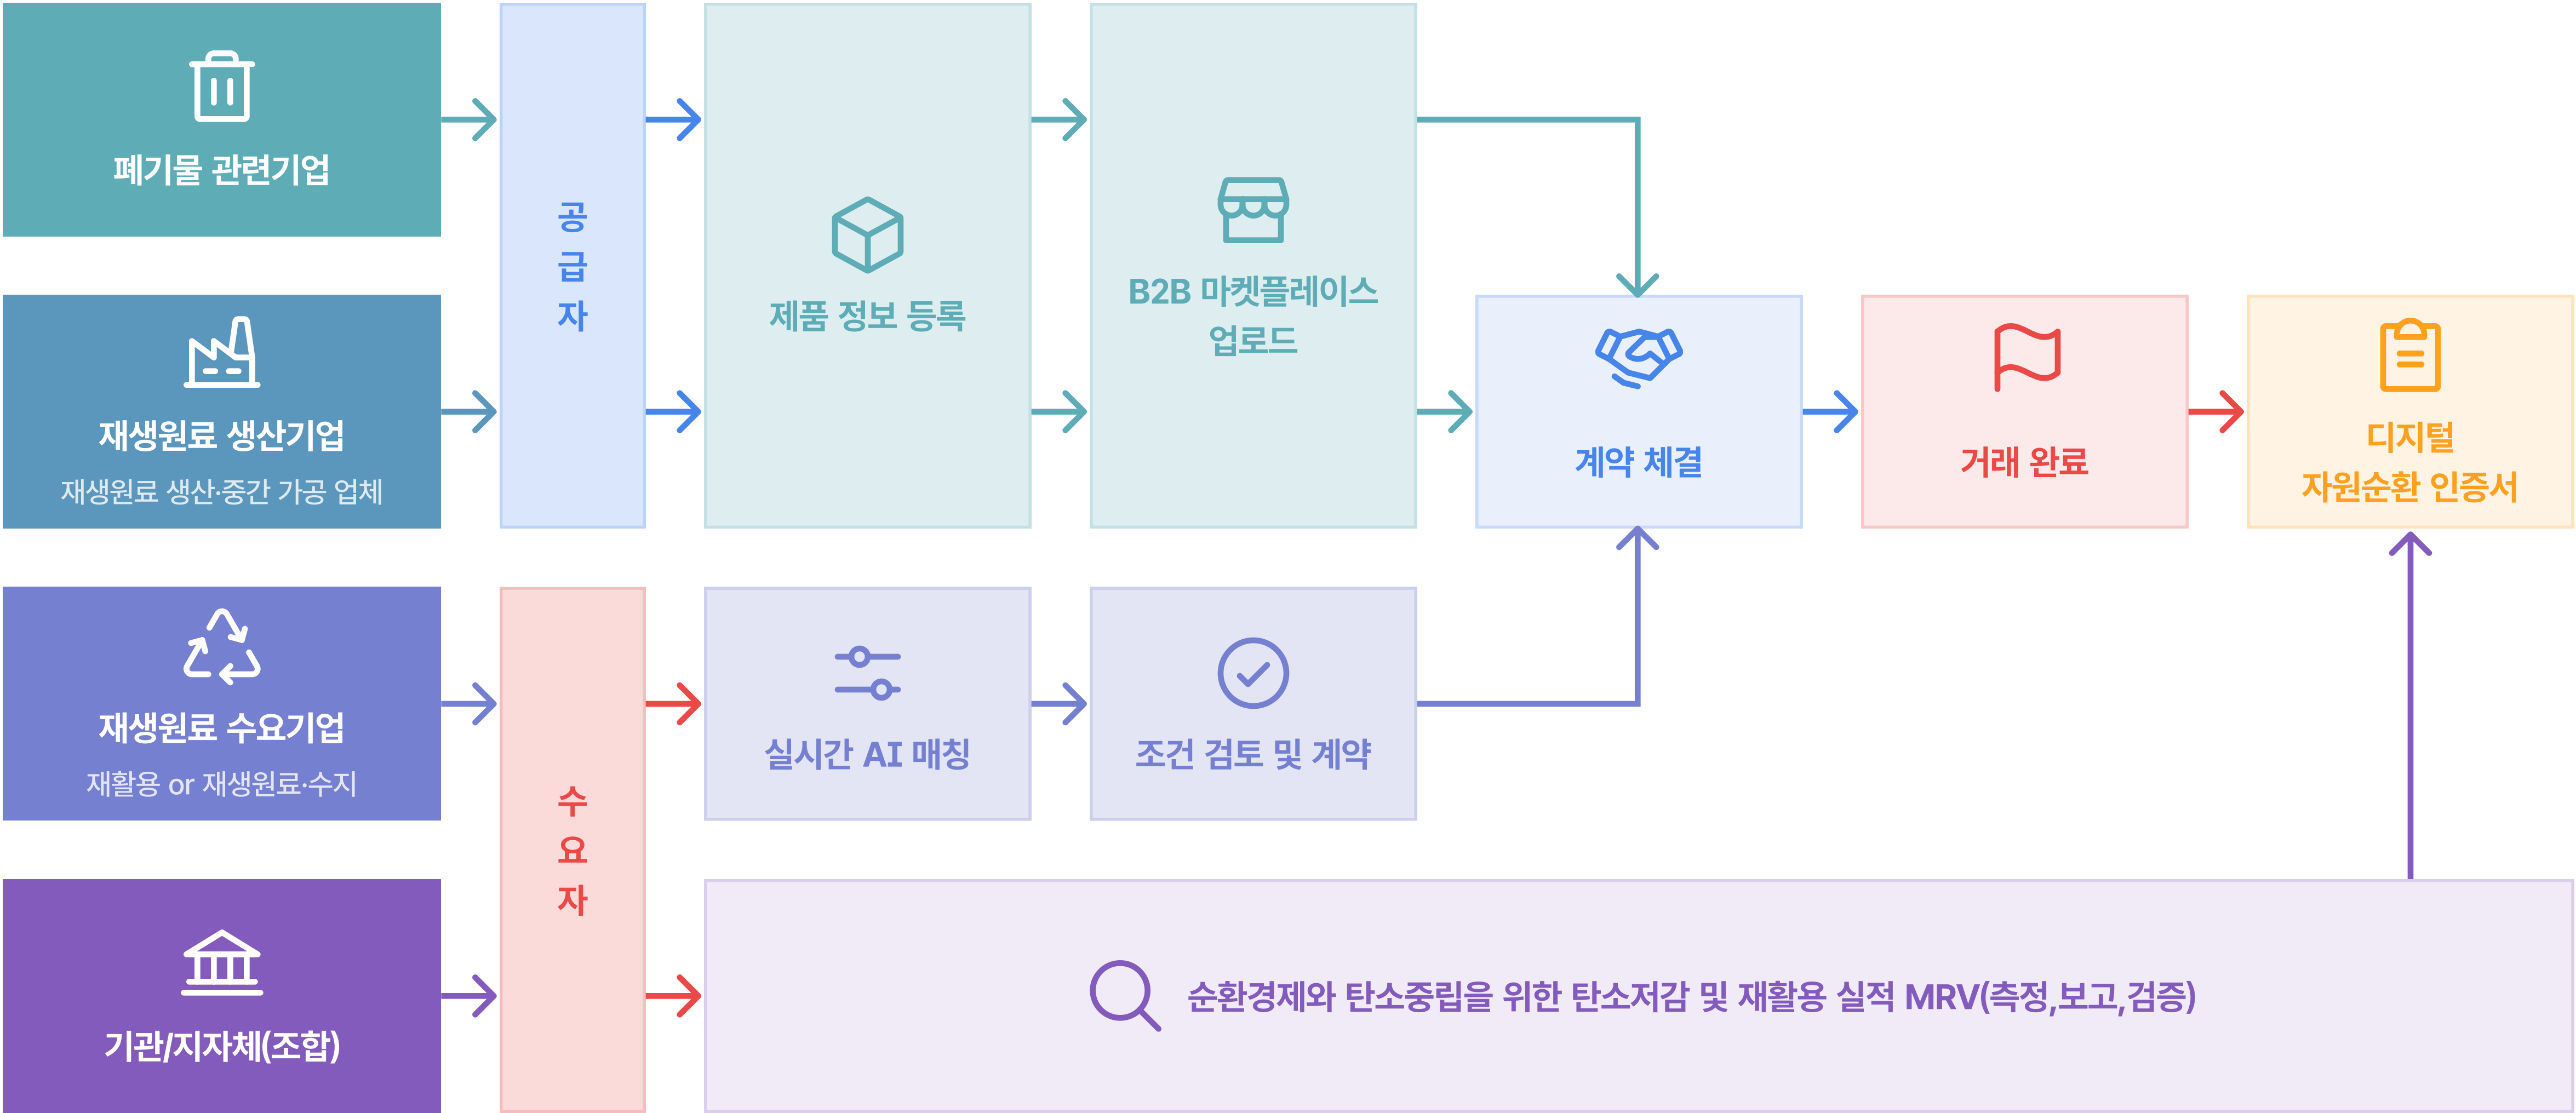 폐기물 관련기업
공
급
자
제품 정보 등록
B2B 마켓플레이스
업로드
재생원료 생산기업
재생원료 생산·중간 가공 업체
계약 체결
거래 완료
디지털
자원순환 인증서
재생원료 수요기업
재활용 or 재생원료·수지
수
요
자
실시간 AI 매칭
조건 검토 및 계약
기관/지자체(조합)
순환경제와 탄소중립을 위한 탄소저감 및 재활용 실적 MRV(측정,보고,검증)